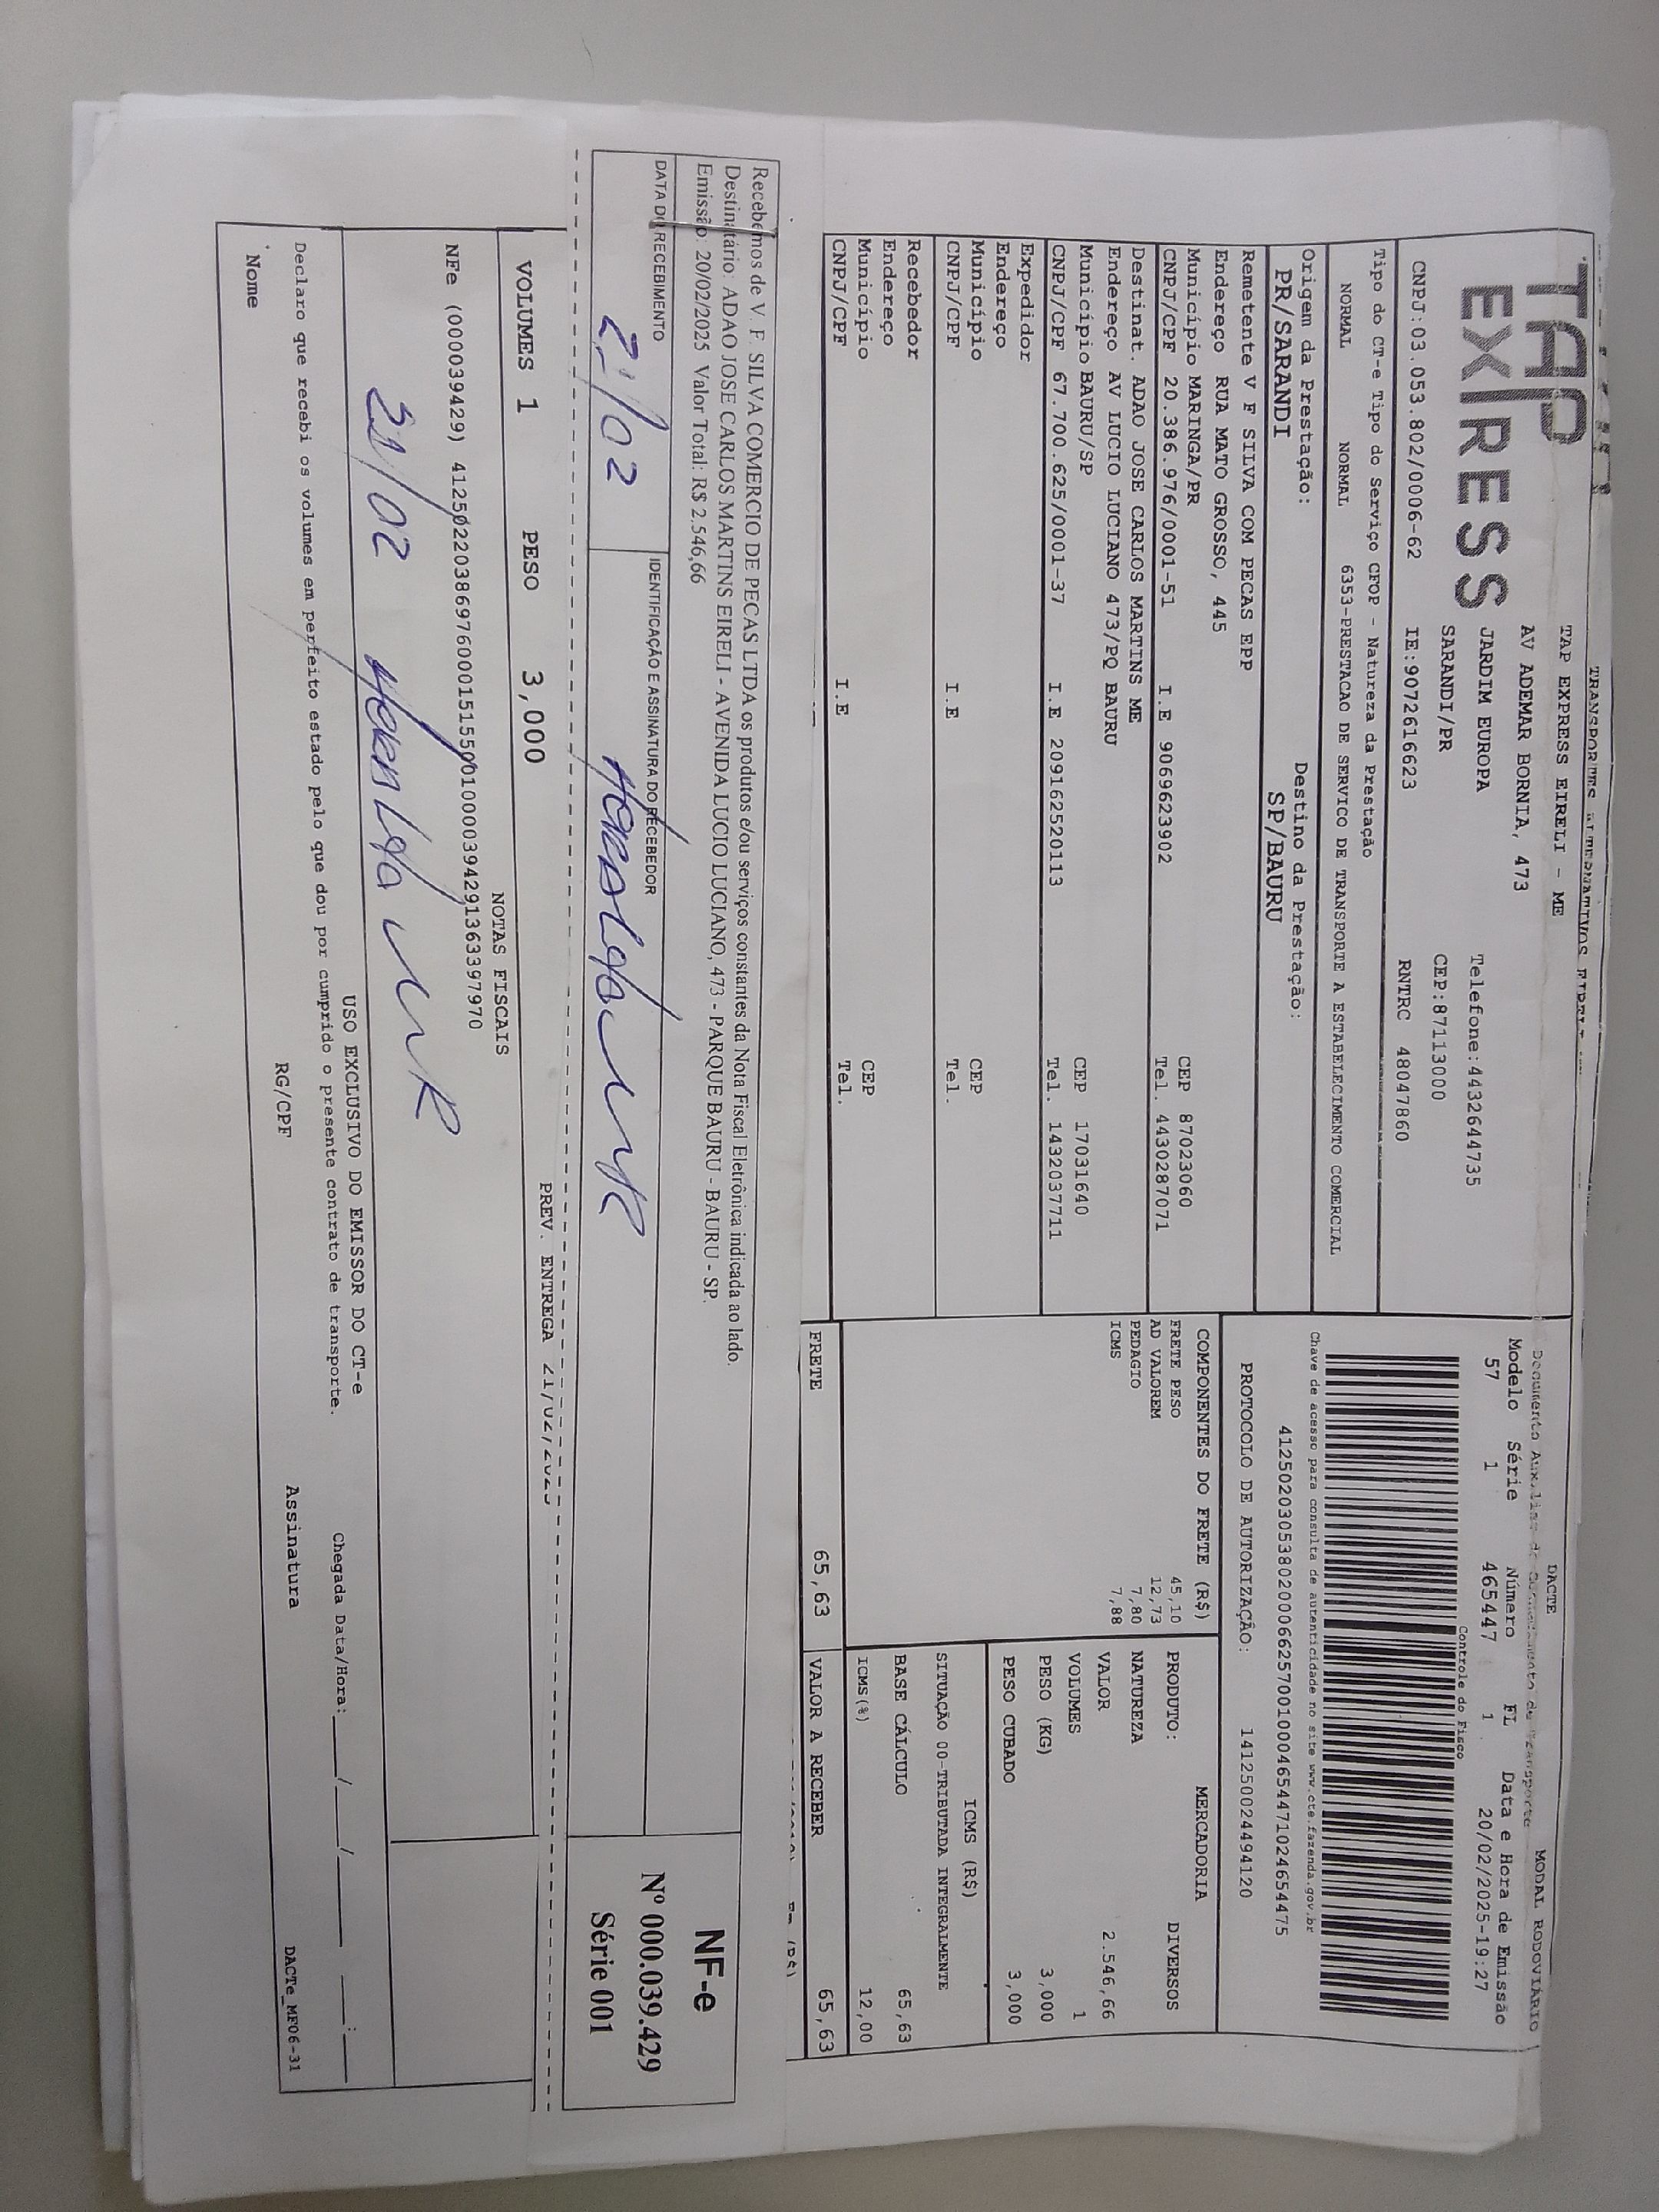 TAP
EXPRESS
TAP EXPRESS EIRELI - ME
AV ADEMAR BORNIA, 473
JARDIM EUROPA
Telefone:4432644735
SARANDI/PR
CEP:87113000
CNPJ:03.053.802/0006-62 IE:9072616623 RNTRC 48047860
Tipo do CT-e Tipo do Serviço CFOP - Natureza da Prestação
NORMAL NORMAL 6353-PRESTACAO DE SERVICO DE TRANSPORTE A ESTABELECIMENTO COMERCIAL
Origem da Prestação: Destino da Prestação:
PR/SARANDI SP/BAURU
Remetente V F SILVA COM PECAS EPP
Endereço RUA MATO GROSSO, 445
Município MARINGA/PR CEP 87023060
CNPJ/CPF 20.386.976/0001-51 I.E 9069623902 Tel. 4430287071
Destinat. ADAO JOSE CARLOS MARTINS ME
Endereço AV LUCIO LUCIANO 473/PQ BAURU
Município BAURU/SP CEP 17031640
CNPJ/CPF 67.700.625/0001-37 I.E 209162520113 Tel. 1432037711
Expedidor
Endereço
Município CEP
CNPJ/CPF I.E Tel.
Recebedor
Endereço
Município CEP
CNPJ/CPF I.E Tel.
DACTE MODAL RODOVIÁRIO
Modelo Série Número FL Data e Hora de Emissão
57 1 465447 1 20/02/2025-19:27
Controle do Fisco
Chave de acesso para consulta de autenticidade no site www.cte.fazenda.gov.br
41250203053802000662570010004654471024654475
PROTOCOLO DE AUTORIZAÇÃO: 141250024494120
COMPONENTES DO FRETE (R$)
FRETE PESO 45,10
AD VALOREM 12,73
PEDAGIO 7,80
ICMS 7,88
MERCADORIA
PRODUTO: DIVERSOS
NATUREZA
VALOR 2.546,66
VOLUMES 1
PESO (KG) 3,000
PESO CUBADO 3,000
ICMS (R$)
SITUAÇÃO 00-TRIBUTADA INTEGRALMENTE
BASE CÁLCULO 65,63
ICMS(%) 12,00
FRETE 65,63 VALOR A RECEBER 65,63
Recebemos de V. F. SILVA COMERCIO DE PECAS LTDA os produtos e/ou serviços constantes da Nota Fiscal Eletrônica indicada ao lado.
Destinatário: ADAO JOSE CARLOS MARTINS EIRELI - AVENIDA LUCIO LUCIANO, 473 - PARQUE BAURU - BAURU - SP.
Emissão: 20/02/2025 Valor Total: R$ 2.546,66
DATA DO RECEBIMENTO IDENTIFICAÇÃO E ASSINATURA DO RECEBEDOR
21/02
NF-e
Nº 000.039.429
Série 001
PREV. ENTREGA 21/02/2025
VOLUMES 1 PESO 3,000
NOTAS FISCAIS
NFe (000039429) 41250220386976000151550010000394291363397970
21/02
USO EXCLUSIVO DO EMISSOR DO CT-e
Declaro que recebi os volumes em perfeito estado pelo que dou por cumprido o presente contrato de transporte. Chegada Data/Hora:____/____/______ ___:___
Nome RG/CPF Assinatura
DACTe_MF06-31